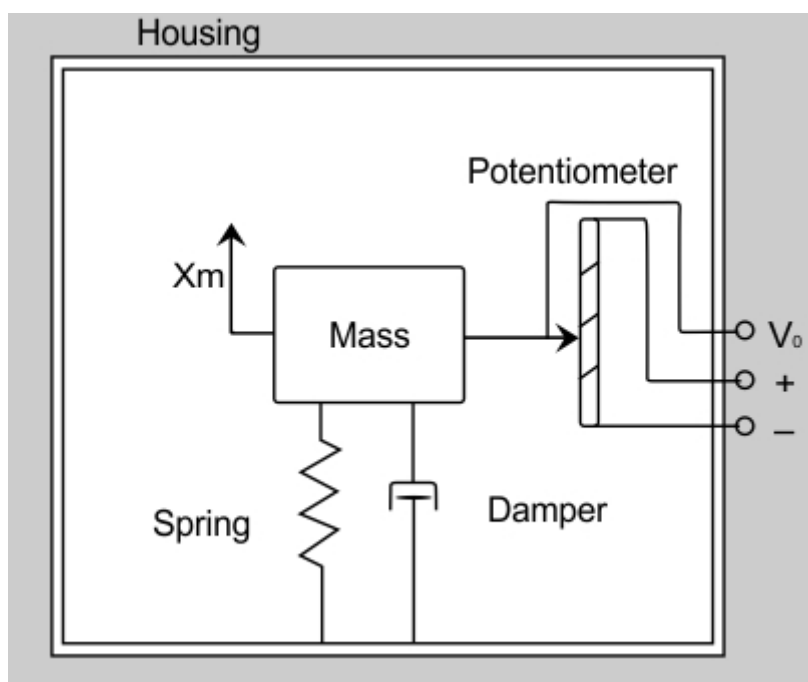 Housing
Potentiometer
Xm
Mass
V₀
+
–
Spring
Damper